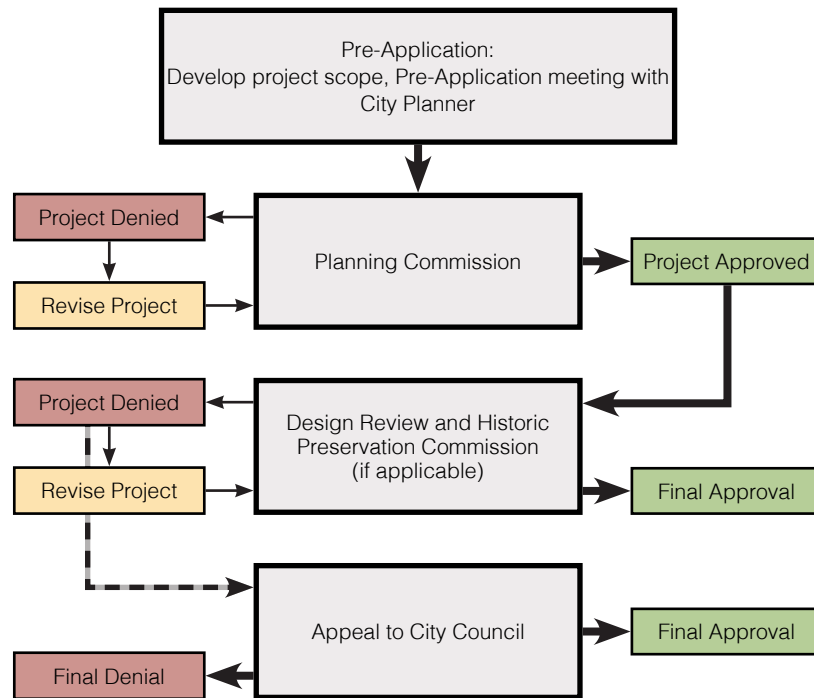 Pre-Application:
Develop project scope, Pre-Application meeting with
City Planner
Project Denied
Planning Commission
Project Approved
Revise Project
Project Denied
Design Review and Historic
Preservation Commission
(if applicable)
Revise Project
Final Approval
Appeal to City Council
Final Approval
Final Denial